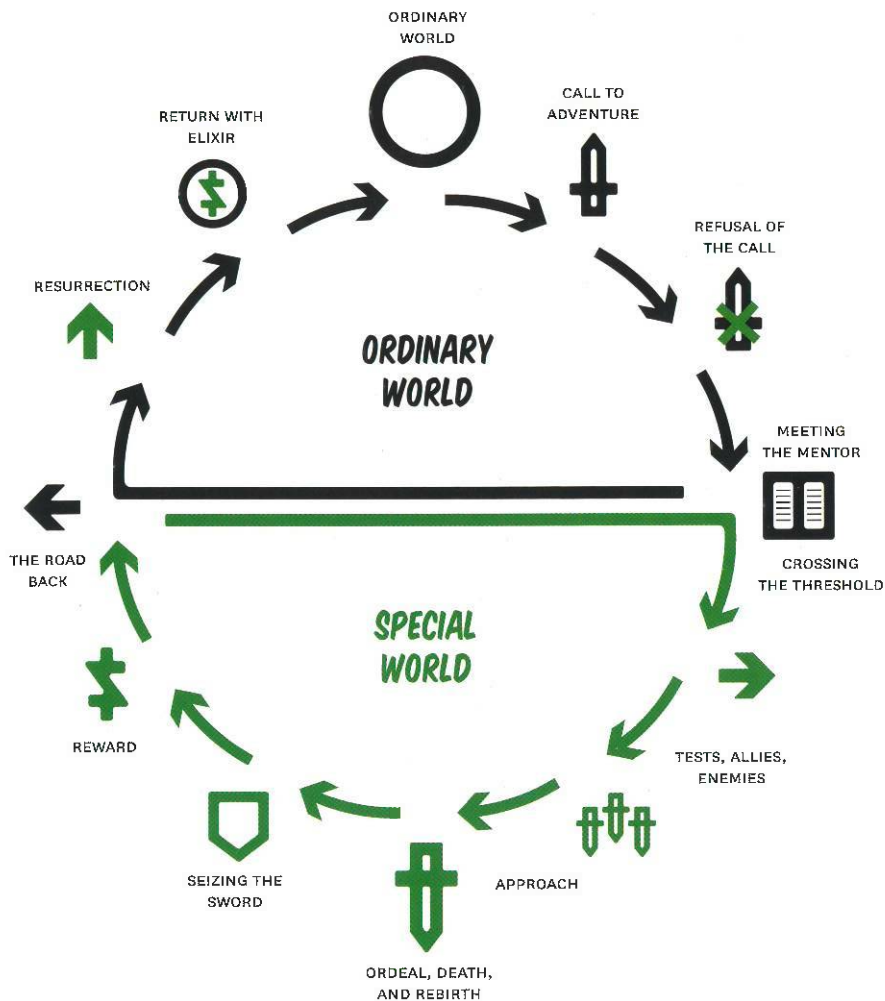 ORDINARY
WORLD
CALL TO
ADVENTURE
REFUSAL OF
THE CALL
MEETING
THE MENTOR
CROSSING
THE THRESHOLD
TESTS, ALLIES,
ENEMIES
APPROACH
ORDEAL, DEATH,
AND REBIRTH
SEIZING THE
SWORD
REWARD
THE ROAD
BACK
RESURRECTION
RETURN WITH
ELIXIR
ORDINARY
WORLD
SPECIAL
WORLD